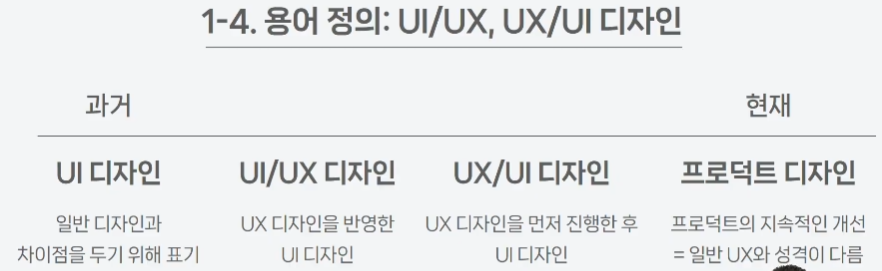 1-4. 용어 정의: UI/UX, UX/UI 디자인
과거
현재
UI 디자인
UI/UX 디자인
UX/UI 디자인
프로덕트 디자인
일반 디자인과
차이점을 두기 위해 표기
UX 디자인을 반영한
UI 디자인
UX 디자인을 먼저 진행한 후
UI 디자인
프로덕트의 지속적인 개선
= 일반 UX와 성격이 다름